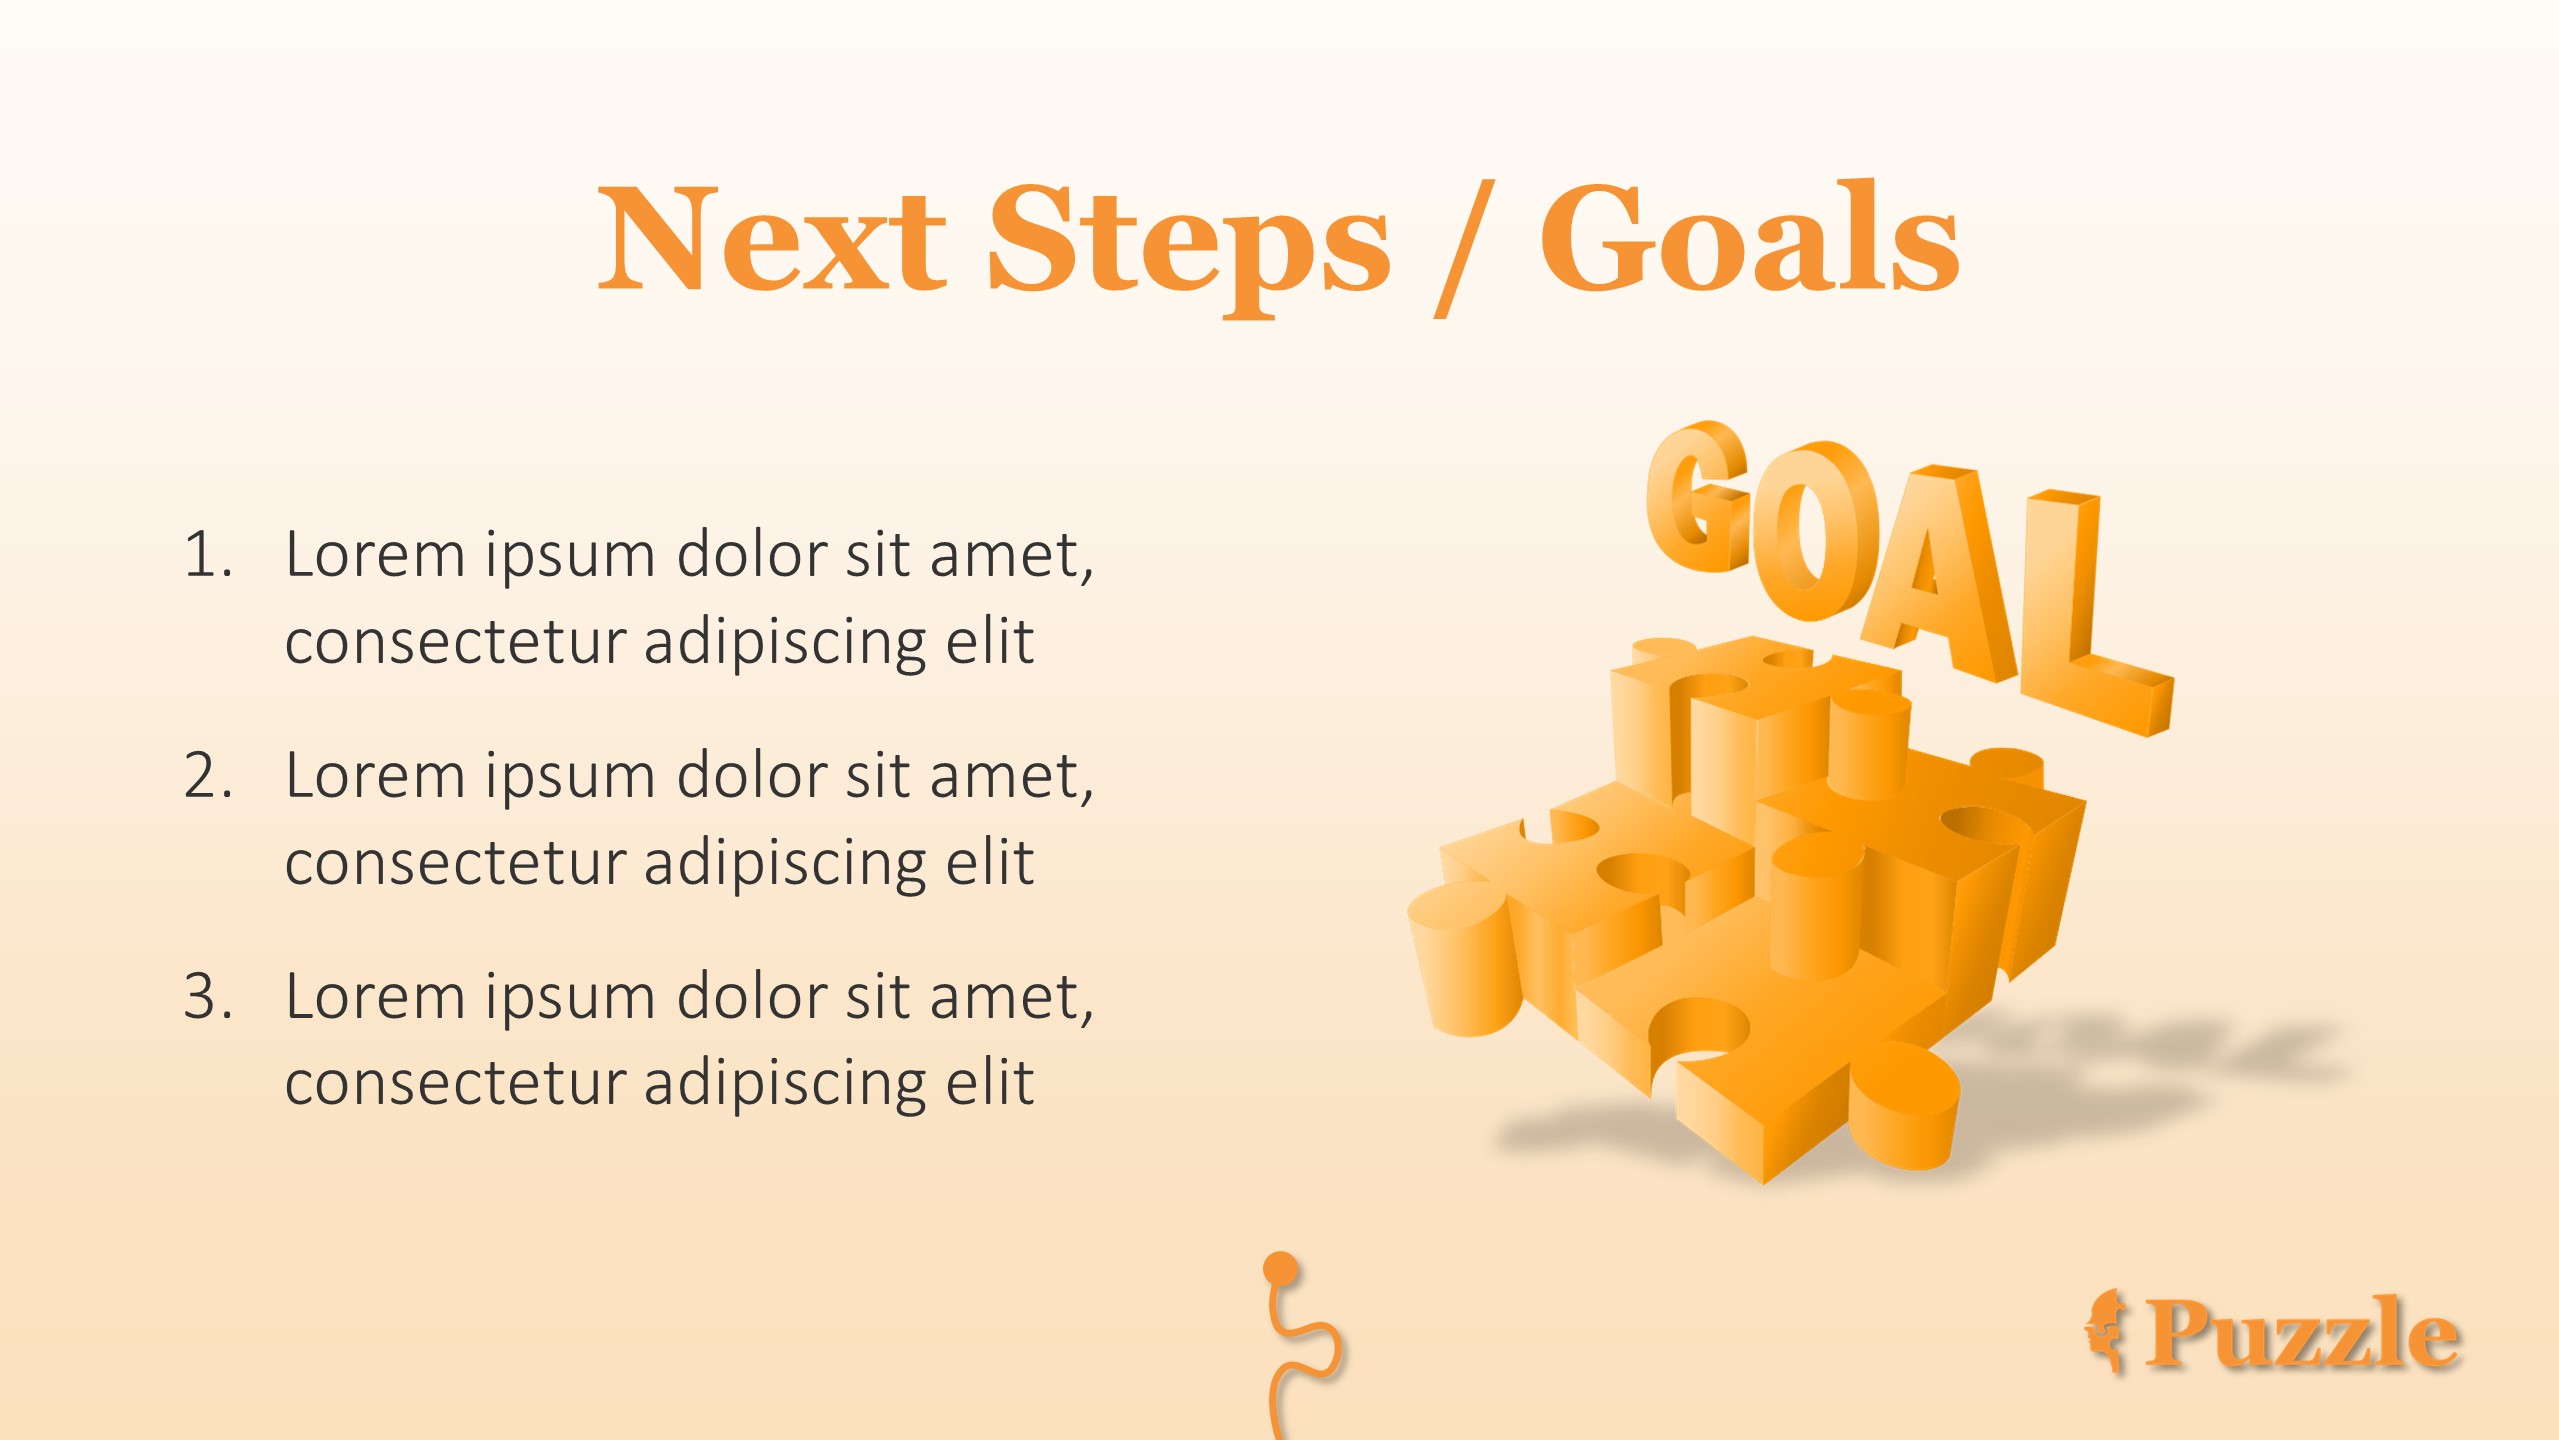 Next Steps / Goals
GOAL
1. Lorem ipsum dolor sit amet,
consectetur adipiscing elit
2. Lorem ipsum dolor sit amet,
consectetur adipiscing elit
3. Lorem ipsum dolor sit amet,
consectetur adipiscing elit
Puzzle